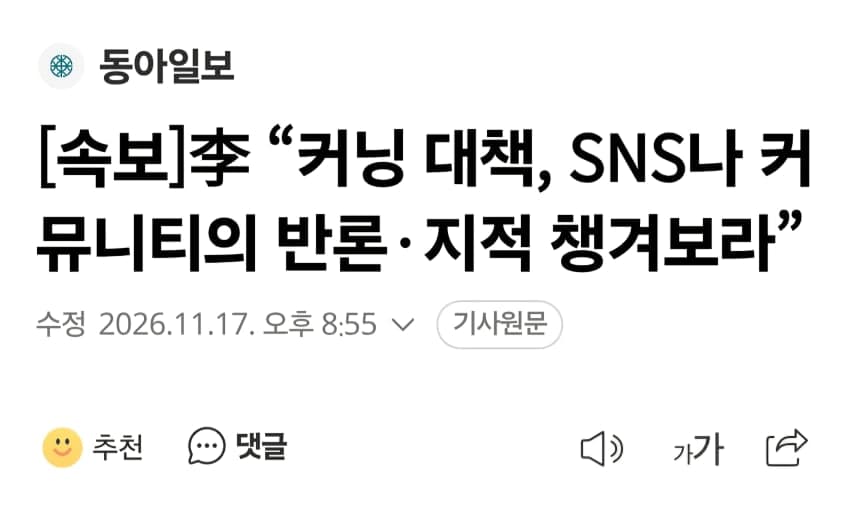 동아일보
[속보]李 “커닝 대책, SNS나 커
뮤니티의 반론·지적 챙겨보라”
수정 2026.11.17. 오후 8:55 기사원문
추천 댓글 가가